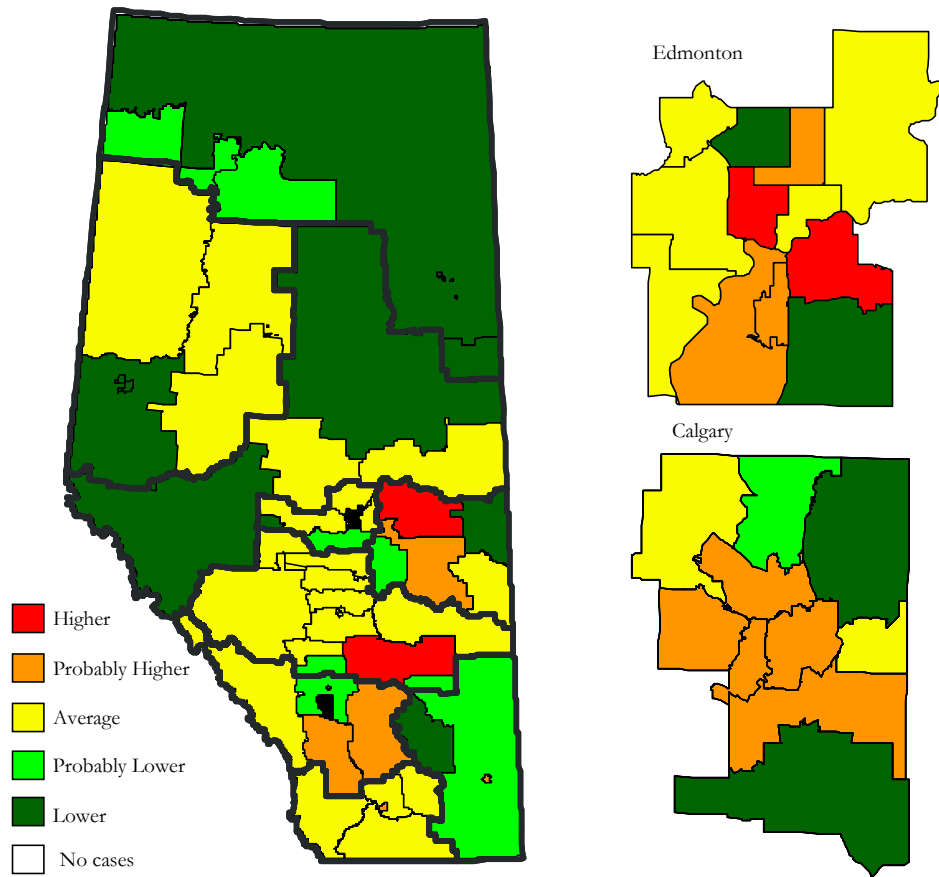 Edmonton
Calgary
Higher
Probably Higher
Average
Probably Lower
Lower
No cases